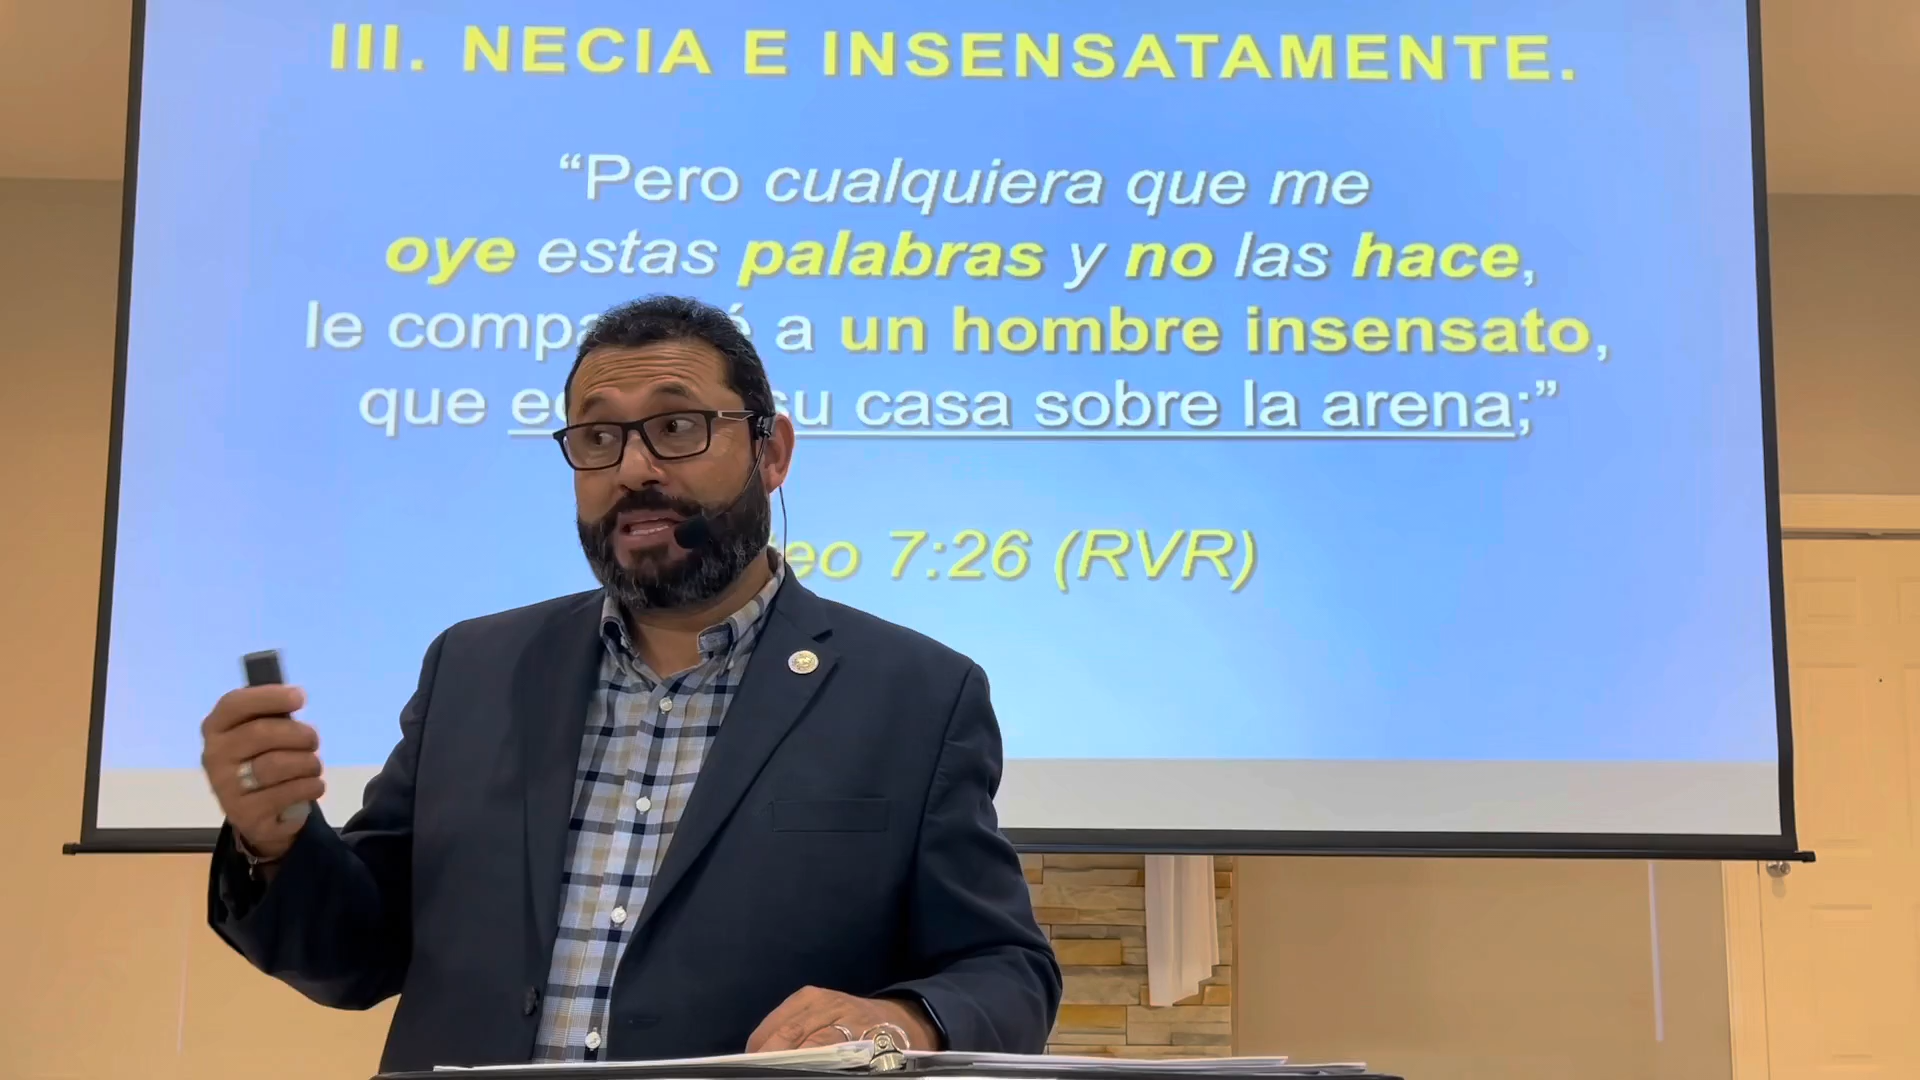 III. NECIA E INSENSATAMENTE.
“Pero cualquiera que me
oye estas palabras y no las hace,
le a un hombre insensato,
que su casa sobre la arena;”
7:26 (RVR)